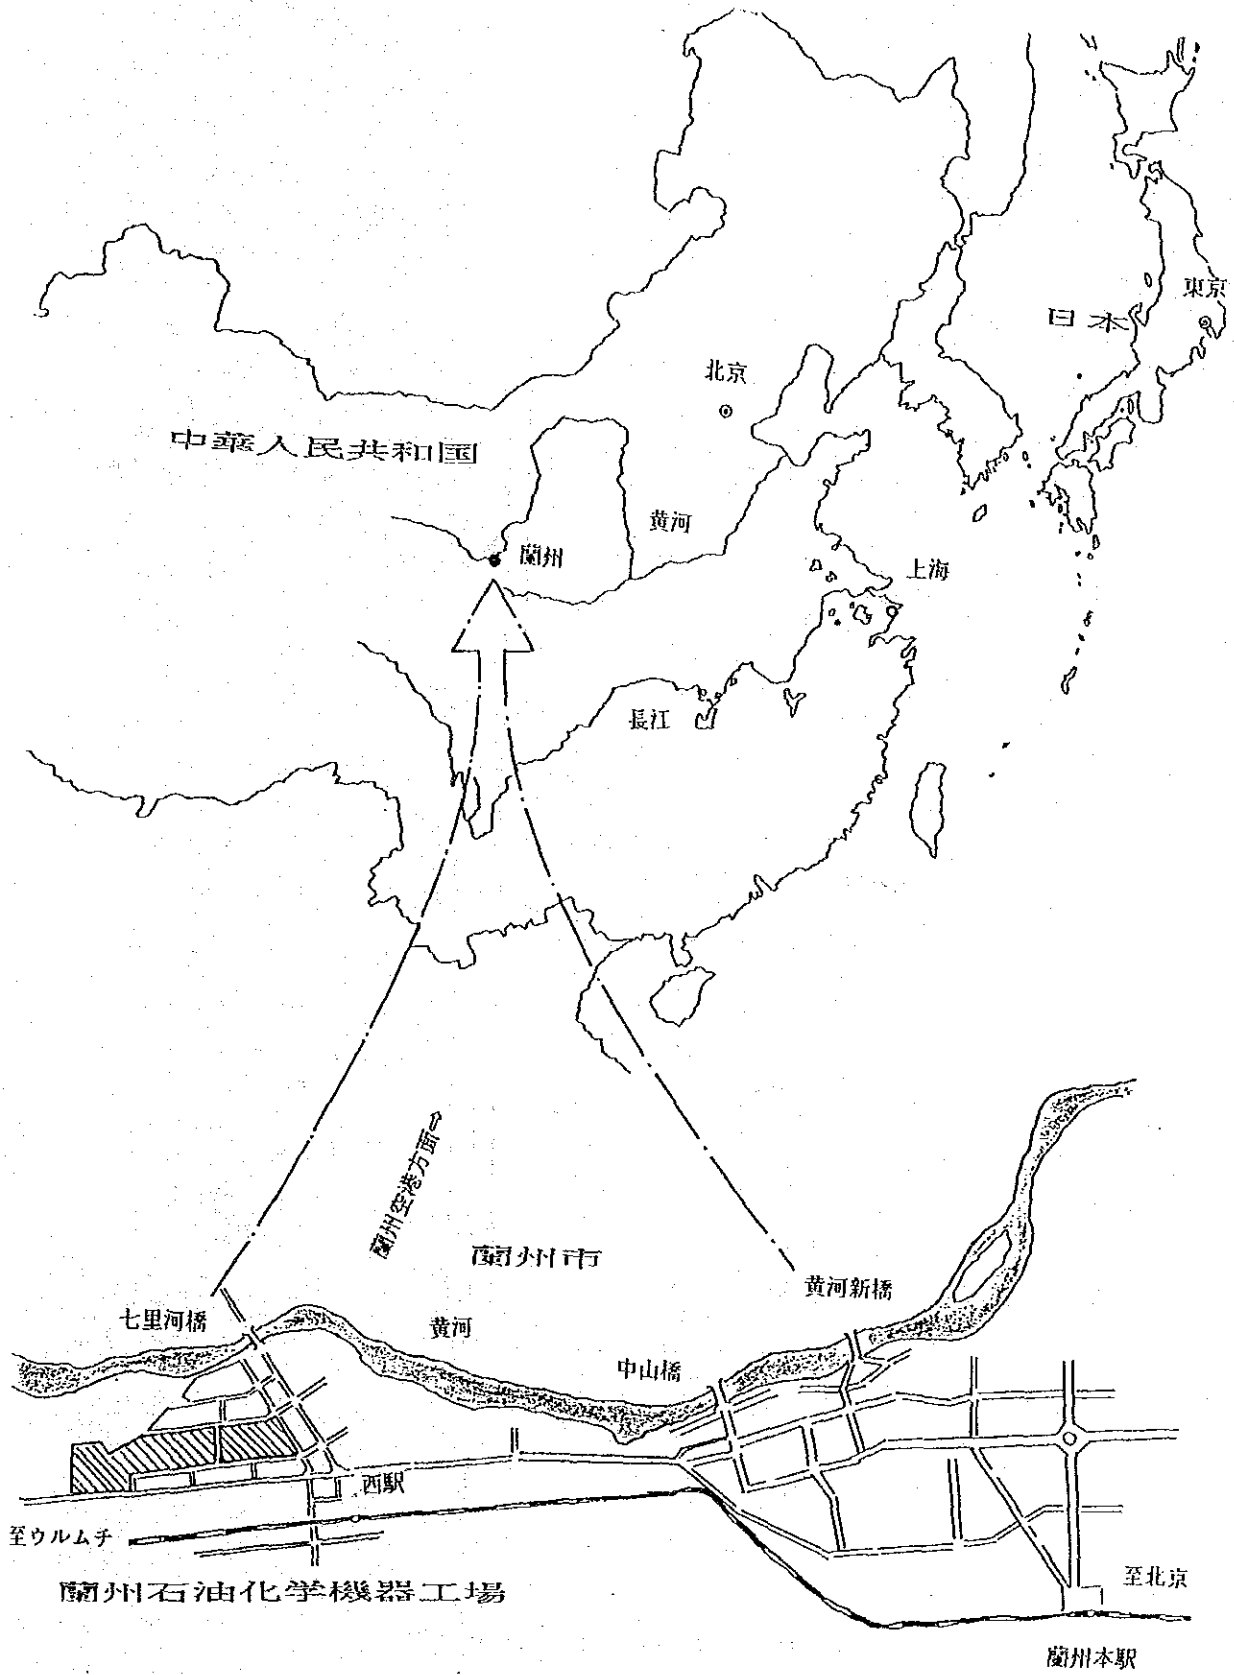 東京
日本
北京
中華人民共和国
黄河
蘭州
上海
長江
蘭州空港方面⇨
蘭州市
黄河新橋
七里河橋
黄河
中山橋
西駅
至ウルムチ
至北京
蘭州石油化学機器工場
蘭州本駅